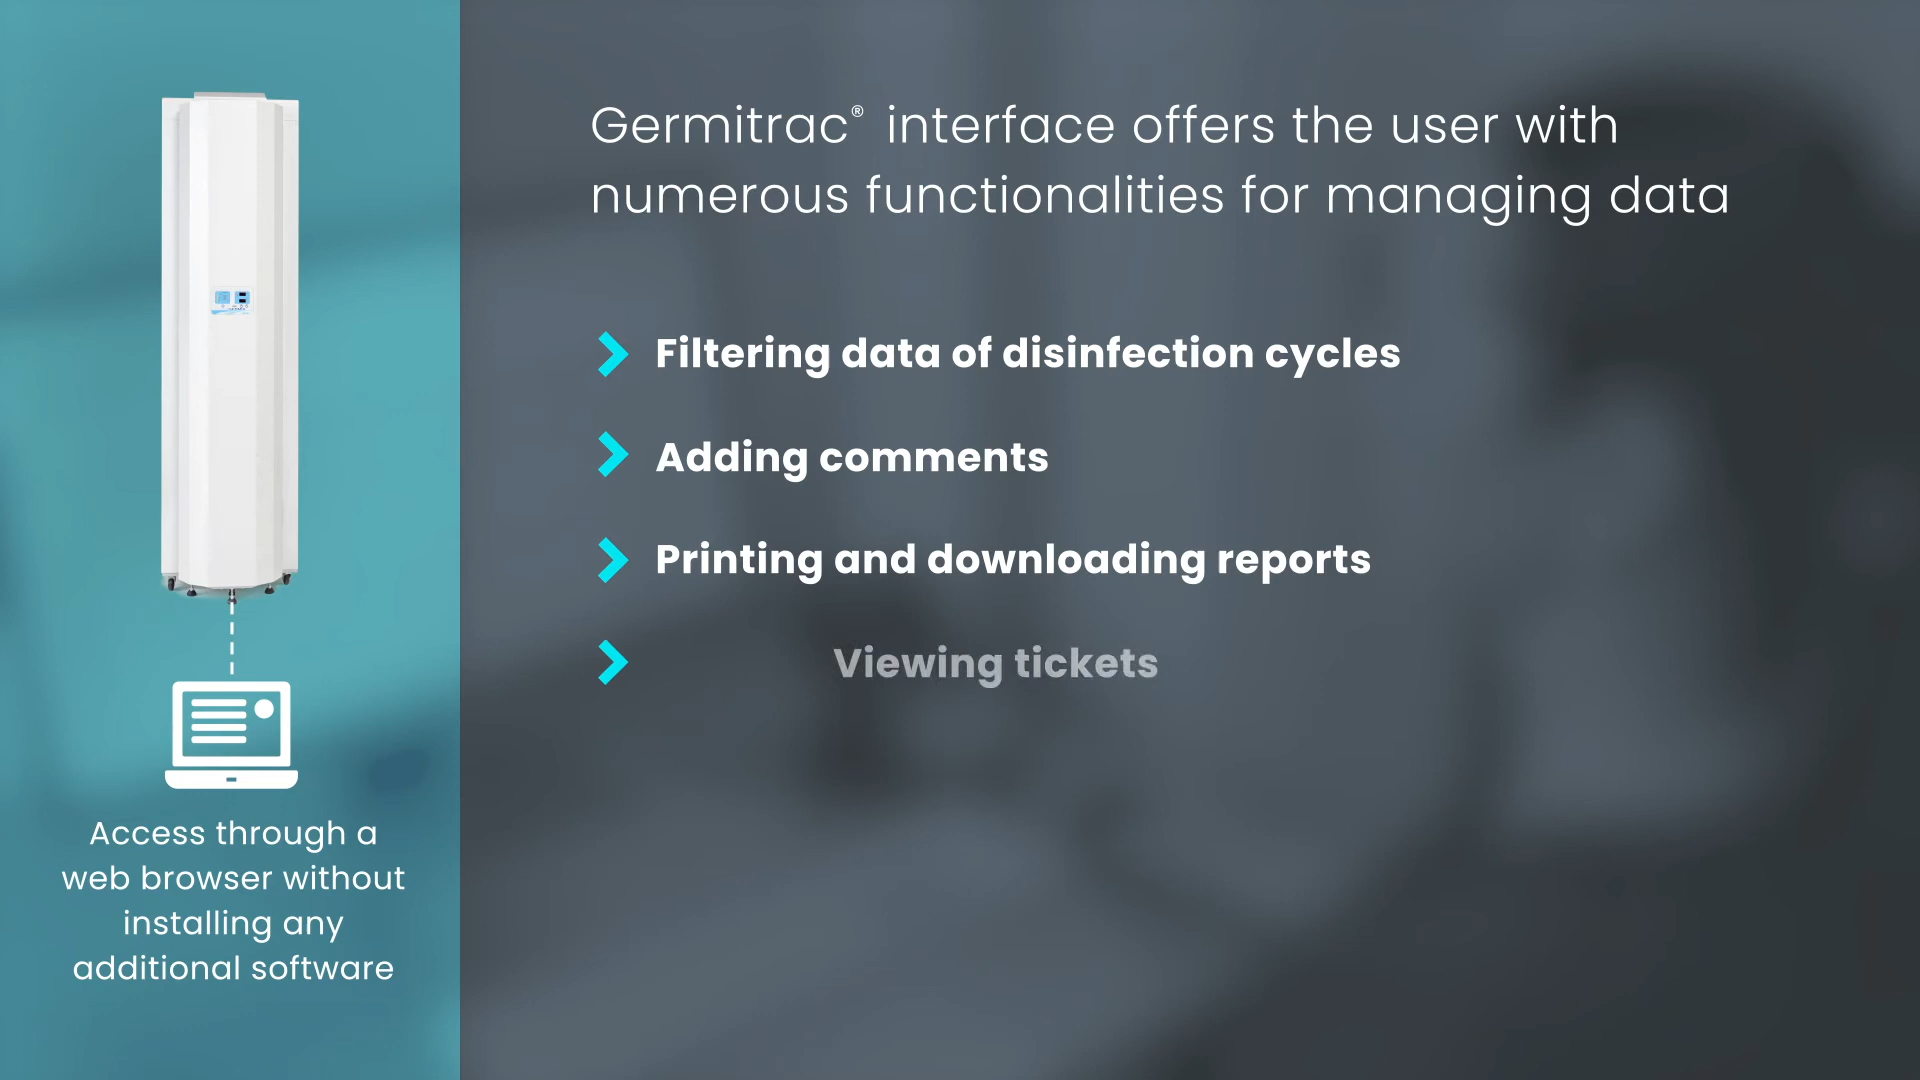 Germitrac® interface offers the user with
numerous functionalities for managing data
Filtering data of disinfection cycles
Adding comments
Printing and downloading reports
Viewing tickets
Access through a
web browser without
installing any
additional software